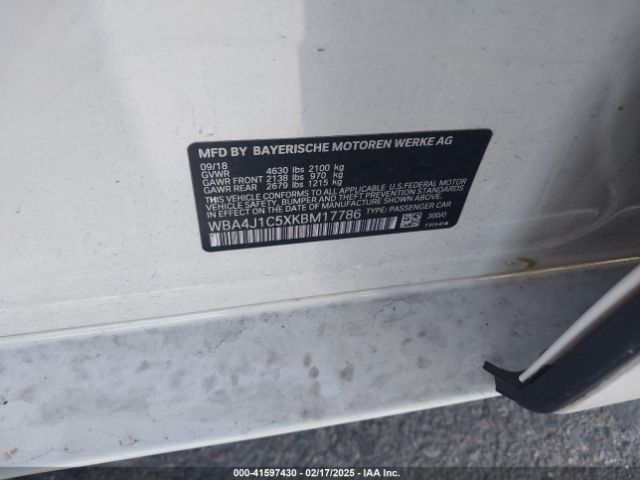 MFD BY BAYERISCHE MOTOREN WERKE AG
09/18
GVWR 4630 lbs 2100 kg
GAWR FRONT 2138 lbs 970 kg
GAWR REAR 2679 lbs 1215 kg
THIS VEHICLE CONFORMS TO ALL APPLICABLE U.S.FEDERAL MOTOR
VEHICLE SAFETY, BUMPER, AND THEFT PREVENTION STANDARDS
IN EFFECT ON THE DATE OF MANUFACTURE SHOWN ABOVE.
WBA4J1C5XKBM17786 TYPE: PASSENGER CAR
300/0
000-41597430 - 02/17/2025 - IAA Inc.